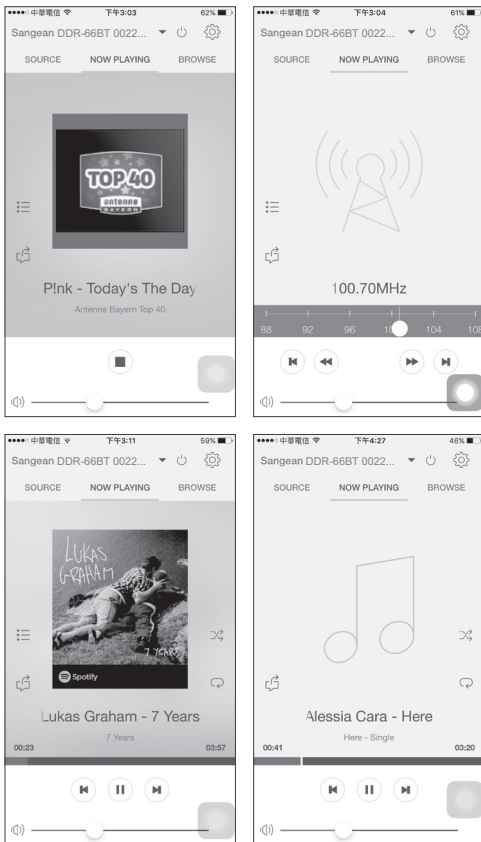 中華電信 下午3:03 62%
Sangean DDR-66BT 0022...
SOURCE NOW PLAYING BROWSE
TOP 40
antenne
BAYERN
P!nk - Today's The Day
Antenne Bayern Top 40
中華電信 下午3:04 61%
Sangean DDR-66BT 0022...
SOURCE NOW PLAYING BROWSE
100.70MHz
88 92 96 10 104 108
中華電信 下午3:11 59%
Sangean DDR-66BT 0022...
SOURCE NOW PLAYING BROWSE
LUKAS
GRAHAM
7 YEARS
Spotify
Lukas Graham - 7 Years
7 Years
00:23 03:57
中華電信 下午4:27 46%
Sangean DDR-66BT 0022...
SOURCE NOW PLAYING BROWSE
Alessia Cara - Here
Here - Single
00:41 03:20